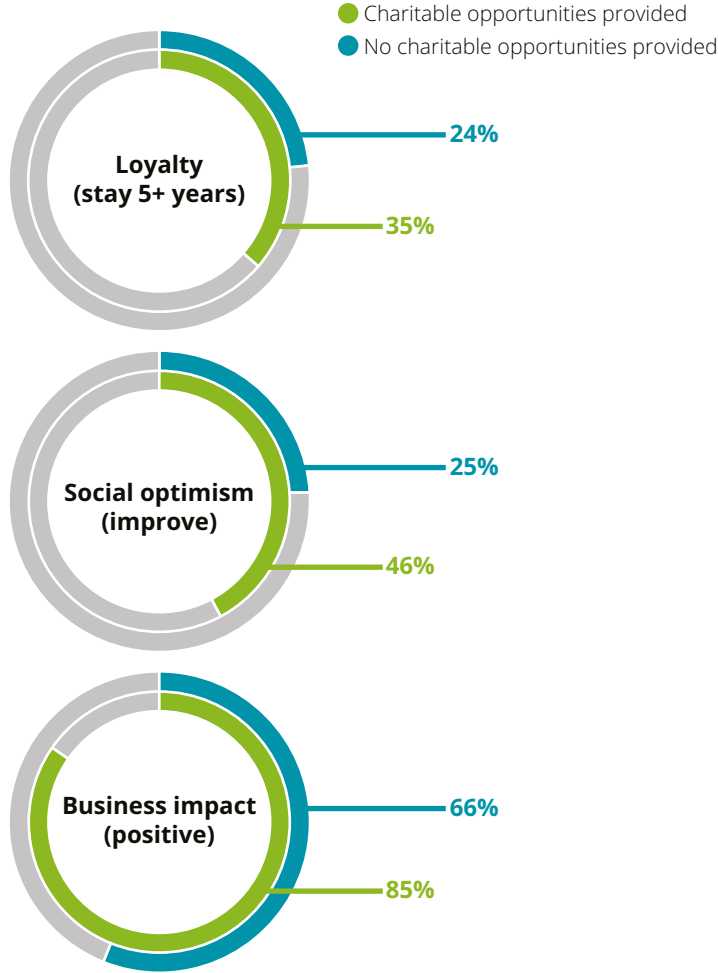 Charitable opportunities provided
No charitable opportunities provided
24%
Loyalty
(stay 5+ years)
35%
25%
Social optimism
(improve)
46%
Business impact
(positive)
66%
85%